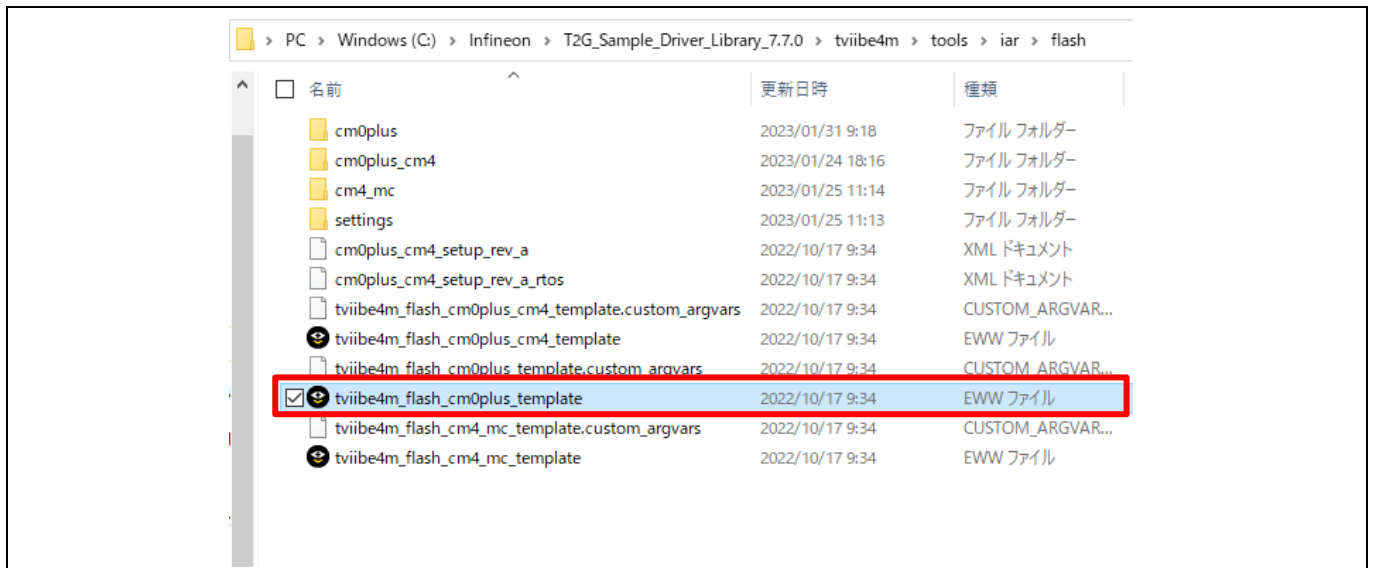 PC > Windows (C:) > Infineon > T2G_Sample_Driver_Library_7.7.0 > tviibe4m > tools > iar > flash
名前 更新日時 種類
cm0plus 2023/01/31 9:18 ファイル フォルダー
cm0plus_cm4 2023/01/24 18:16 ファイル フォルダー
cm4_mc 2023/01/25 11:14 ファイル フォルダー
settings 2023/01/25 11:13 ファイル フォルダー
cm0plus_cm4_setup_rev_a 2022/10/17 9:34 XML ドキュメント
cm0plus_cm4_setup_rev_a_rtos 2022/10/17 9:34 XML ドキュメント
tviibe4m_flash_cm0plus_cm4_template.custom_argvars 2022/10/17 9:34 CUSTOM_ARGVAR...
tviibe4m_flash_cm0plus_cm4_template 2022/10/17 9:34 EWW ファイル
tviibe4m_flash_cm0plus_template.custom_argvars 2022/10/17 9:34 CUSTOM_ARGVAR...
tviibe4m_flash_cm0plus_template 2022/10/17 9:34 EWW ファイル
tviibe4m_flash_cm4_mc_template.custom_argvars 2022/10/17 9:34 CUSTOM_ARGVAR...
tviibe4m_flash_cm4_mc_template 2022/10/17 9:34 EWW ファイル